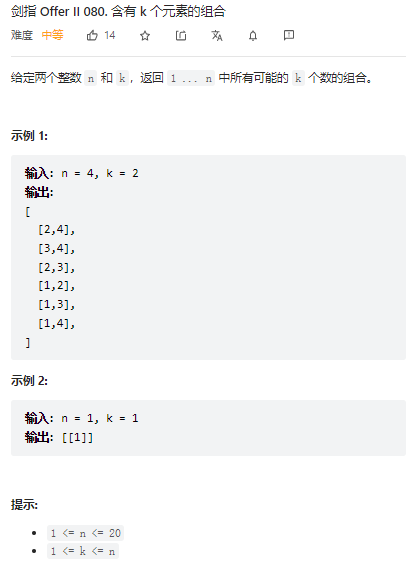 剑指 Offer II 080. 含有 k 个元素的组合
难度 中等 14
给定两个整数 n 和 k，返回 1 ... n 中所有可能的 k 个数的组合。
示例 1:
输入: n = 4, k = 2
输出:
[
[2,4],
[3,4],
[2,3],
[1,2],
[1,3],
[1,4],
]
示例 2:
输入: n = 1, k = 1
输出: [[1]]
提示:
• 1 <= n <= 20
• 1 <= k <= n